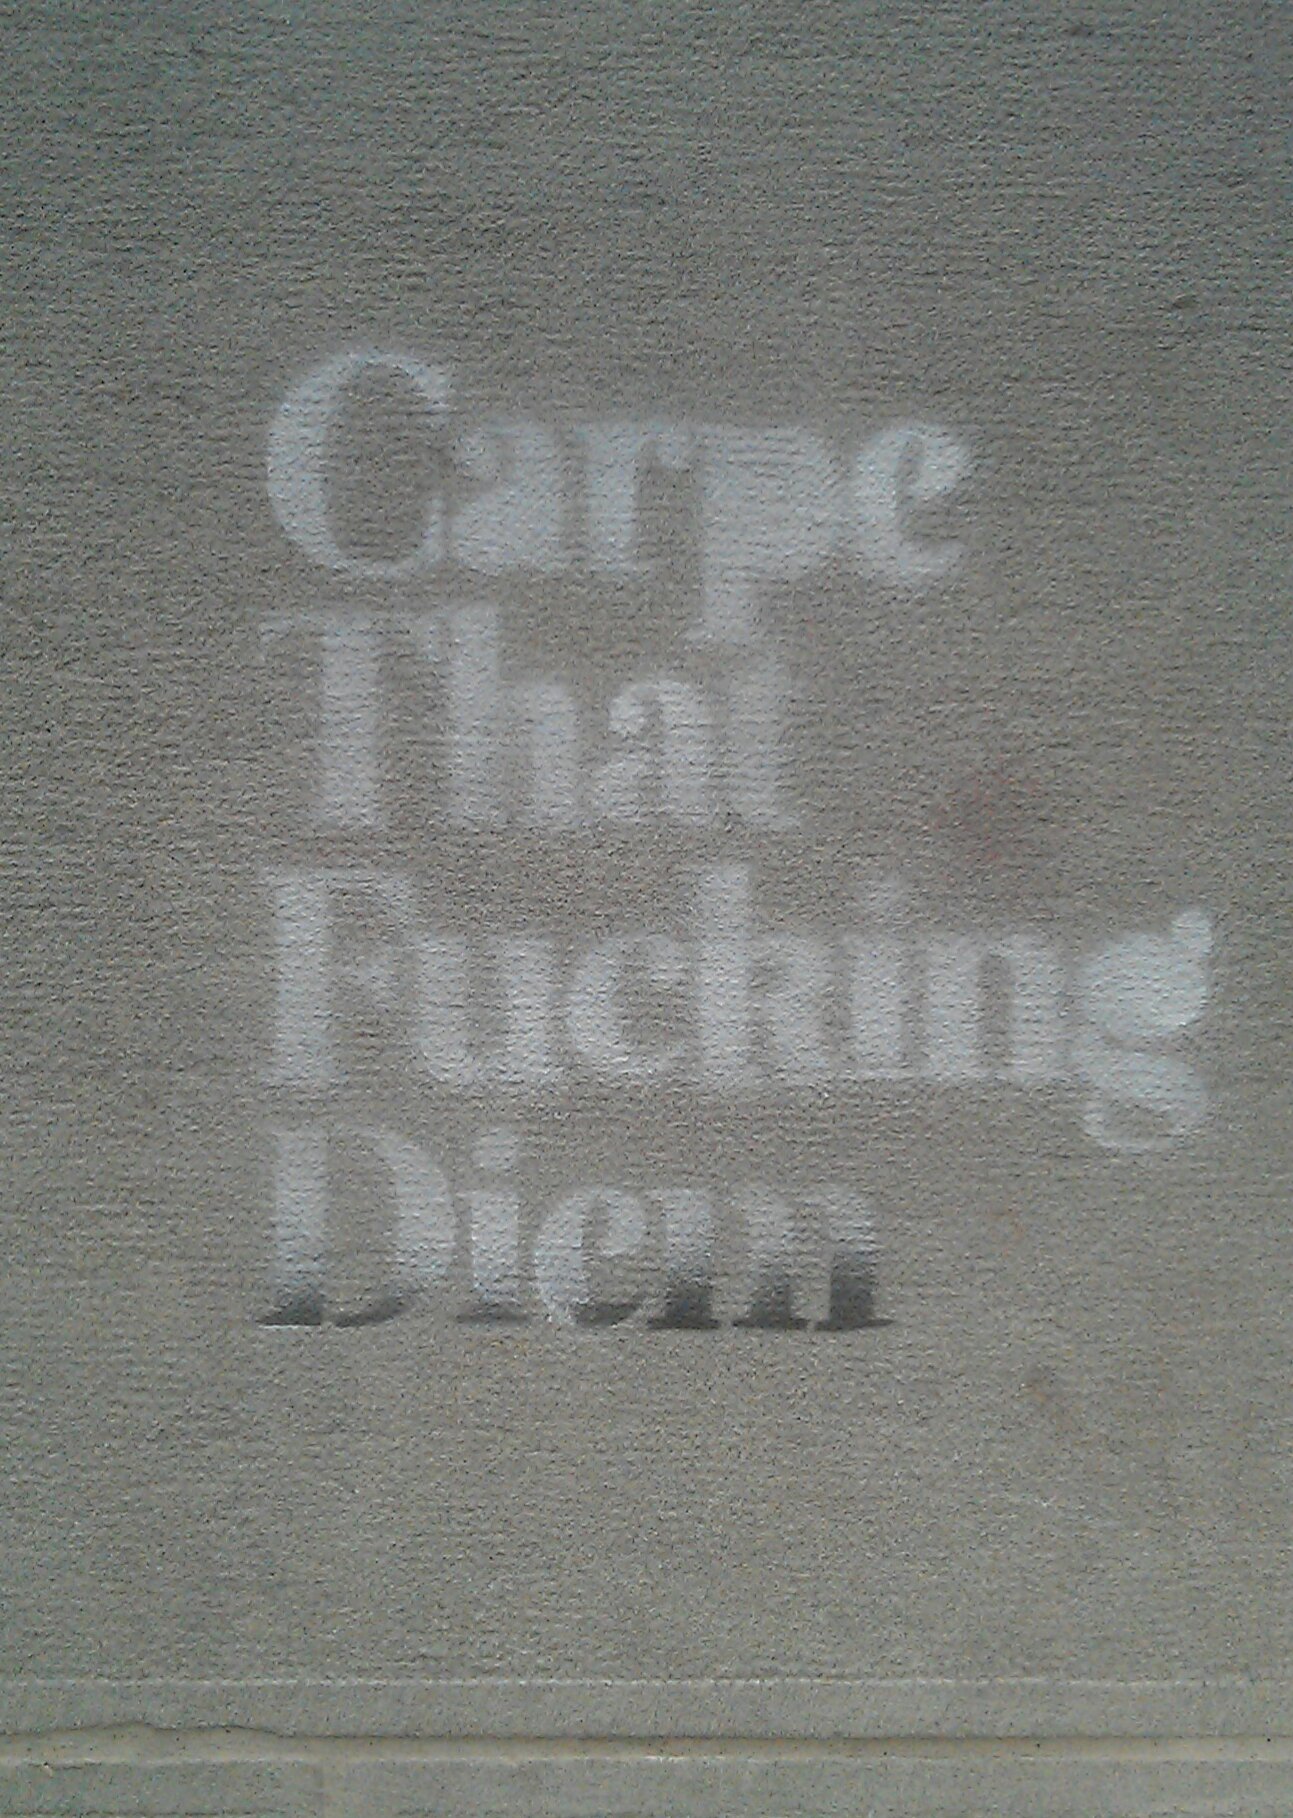 Carpe
That
Fucking
Diem